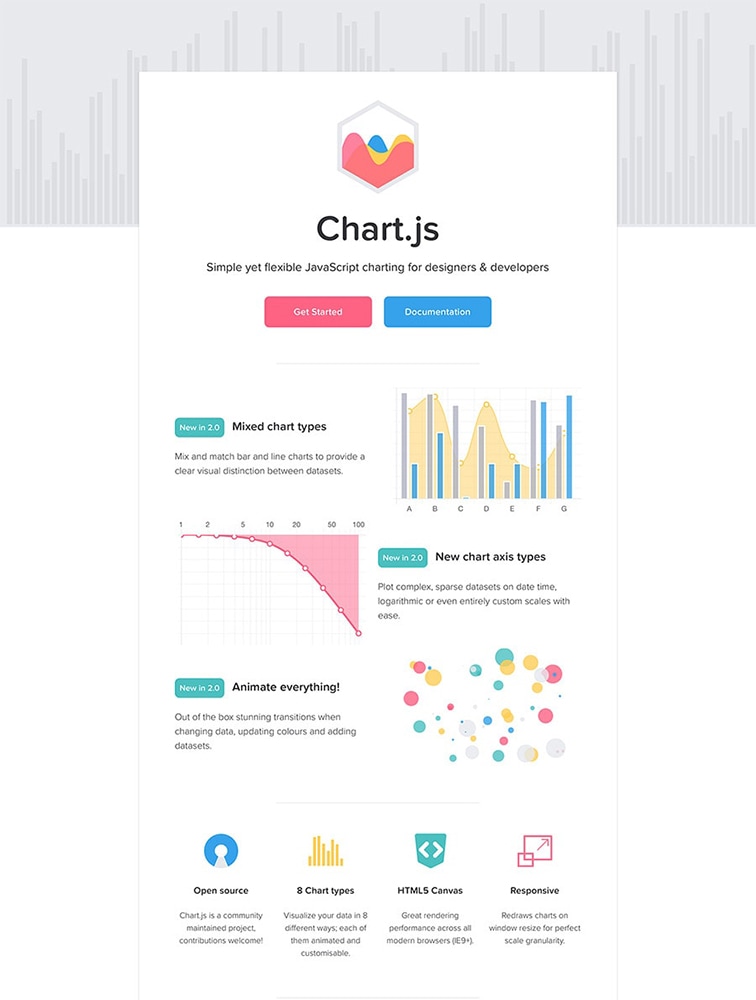 Chart.js
Simple yet flexible JavaScript charting for designers & developers
Get Started
Documentation
New in 2.0
Mixed chart types
Mix and match bar and line charts to provide a
clear visual distinction between datasets.
A B C D E F G
1 2 5 10 20 50 100
New in 2.0
New chart axis types
Plot complex, sparse datasets on date time,
logarithmic or even entirely custom scales with
ease.
New in 2.0
Animate everything!
Out of the box stunning transitions when
changing data, updating colours and adding
datasets.
Open source
Chart.js is a community
maintained project,
contributions welcome!
8 Chart types
Visualize your data in 8
different ways; each of
them animated and
customisable.
HTML5 Canvas
Great rendering
performance across all
modern browsers (IE9+).
Responsive
Redraws charts on
window resize for perfect
scale granularity.